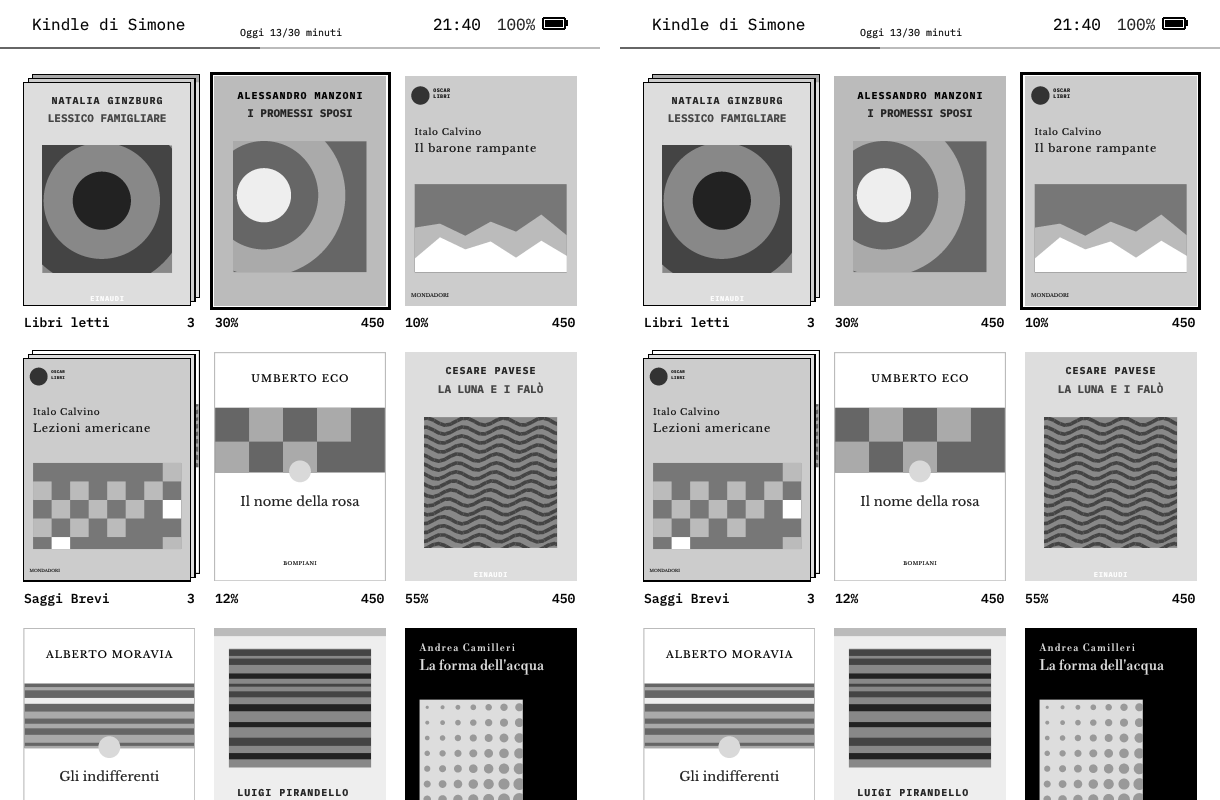 Kindle di Simone
Oggi 13/30 minuti
21:40 100%
NATALIA GINZBURG
LESSICO FAMIGLIARE
EINAUDI
Libri letti 3
ALESSANDRO MANZONI
I PROMESSI SPOSI
30% 450
OSCAR
LIBRI
Italo Calvino
Il barone rampante
MONDADORI
10% 450
OSCAR
LIBRI
Italo Calvino
Lezioni americane
MONDADORI
Saggi Brevi 3
UMBERTO ECO
Il nome della rosa
BOMPIANI
12% 450
CESARE PAVESE
LA LUNA E I FALÒ
EINAUDI
55% 450
ALBERTO MORAVIA
Gli indifferenti
LUIGI PIRANDELLO
Andrea Camilleri
La forma dell'acqua
Kindle di Simone
Oggi 13/30 minuti
21:40 100%
NATALIA GINZBURG
LESSICO FAMIGLIARE
EINAUDI
Libri letti 3
ALESSANDRO MANZONI
I PROMESSI SPOSI
30% 450
OSCAR
LIBRI
Italo Calvino
Il barone rampante
MONDADORI
10% 450
OSCAR
LIBRI
Italo Calvino
Lezioni americane
MONDADORI
Saggi Brevi 3
UMBERTO ECO
Il nome della rosa
BOMPIANI
12% 450
CESARE PAVESE
LA LUNA E I FALÒ
EINAUDI
55% 450
ALBERTO MORAVIA
Gli indifferenti
LUIGI PIRANDELLO
Andrea Camilleri
La forma dell'acqua